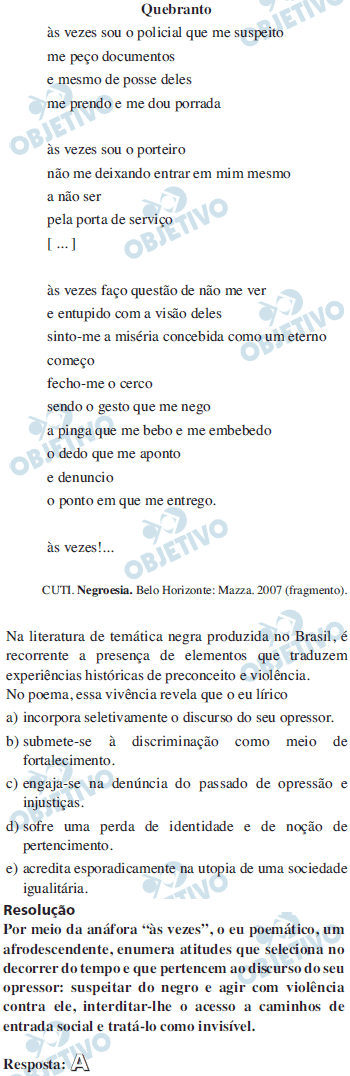 Quebranto
às vezes sou o policial que me suspeito
me peço documentos
e mesmo de posse deles
me prendo e me dou porrada
às vezes sou o porteiro
não me deixando entrar em mim mesmo
a não ser
pela porta de serviço
[ ... ]
às vezes faço questão de não me ver
e entupido com a visão deles
sinto-me a miséria concebida como um eterno
começo
fecho-me o cerco
sendo o gesto que me nego
a pinga que me bebo e me embebedo
o dedo que me aponto
e denuncio
o ponto em que me entrego.
às vezes!...
CUTI. Negroesia. Belo Horizonte: Mazza. 2007 (fragmento).
Na literatura de temática negra produzida no Brasil, é
recorrente a presença de elementos que traduzem
experiências históricas de preconceito e violência.
No poema, essa vivência revela que o eu lírico
a) incorpora seletivamente o discurso do seu opressor.
b) submete-se à discriminação como meio de
fortalecimento.
c) engaja-se na denúncia do passado de opressão e
injustiças.
d) sofre uma perda de identidade e de noção de
pertencimento.
e) acredita esporadicamente na utopia de uma sociedade
igualitária.
Resolução
Por meio da anáfora “às vezes”, o eu poemático, um
afrodescendente, enumera atitudes que seleciona no
decorrer do tempo e que pertencem ao discurso do seu
opressor: suspeitar do negro e agir com violência
contra ele, interditar-lhe o acesso a caminhos de
entrada social e tratá-lo como invisível.
Resposta: A